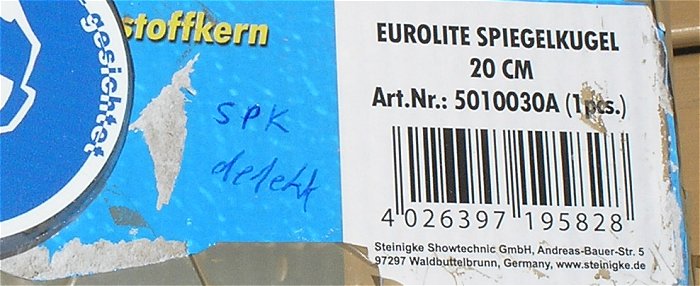 gesichtet
stoffkern
SPK
defekt
EUROLITE SPIEGELKUGEL
20 CM
Art.Nr.: 5010030A (1pcs.)
4 026397 195828
Steinigke Showtechnic GmbH, Andreas-Bauer-Str. 5
97297 Waldbuttelbrunn, Germany, www.steinigke.de